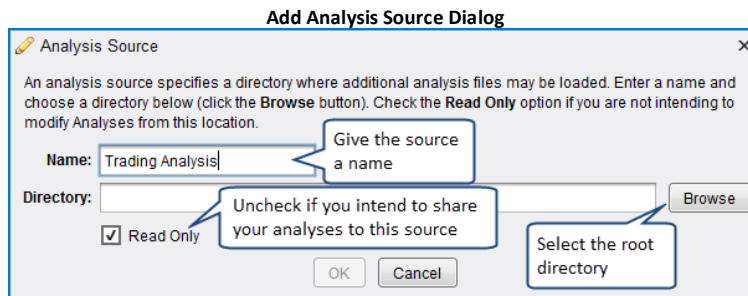 Add Analysis Source Dialog
Analysis Source
An analysis source specifies a directory where additional analysis files may be loaded. Enter a name and
choose a directory below (click the Browse button). Check the Read Only option if you are not intending to
modify Analyses from this location.
Name: Trading Analysis
Give the source
a name
Directory:
Browse
Uncheck if you intend to share
your analyses to this source
Read Only
Select the root
directory
OK Cancel